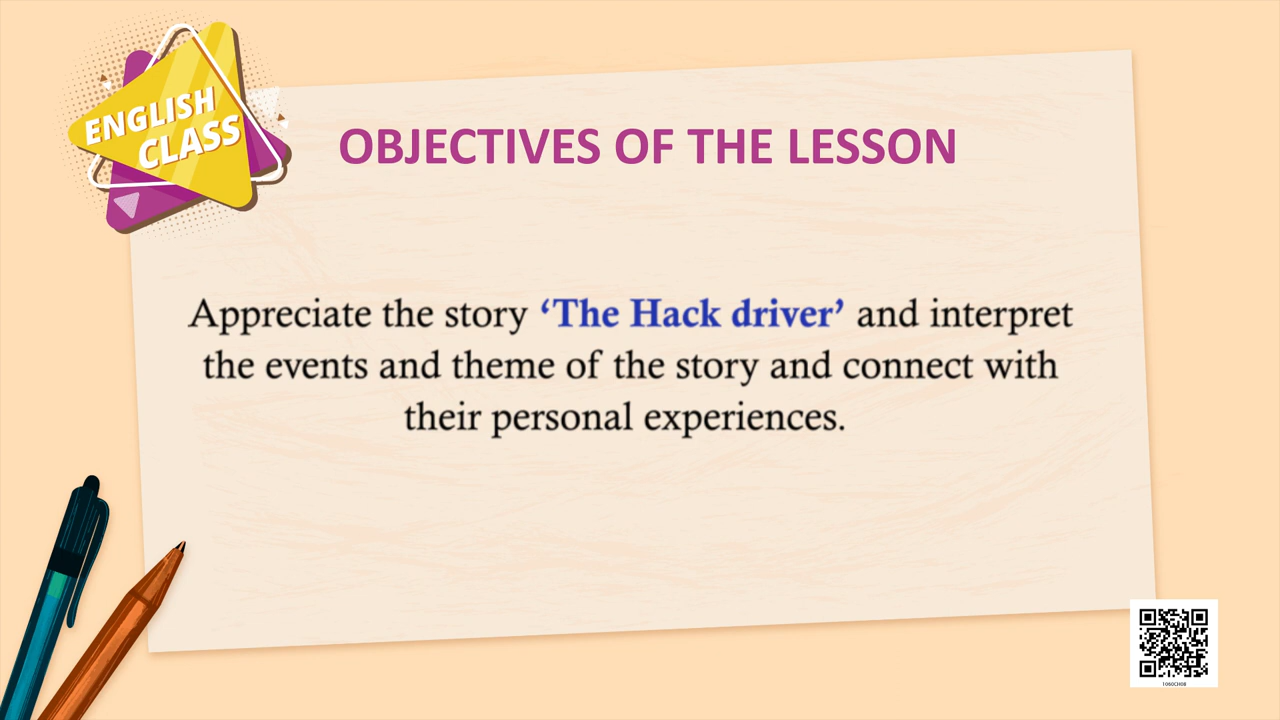 ENGLISH
CLASS
OBJECTIVES OF THE LESSON
Appreciate the story ‘The Hack driver’ and interpret
the events and theme of the story and connect with
their personal experiences.
1060CH08